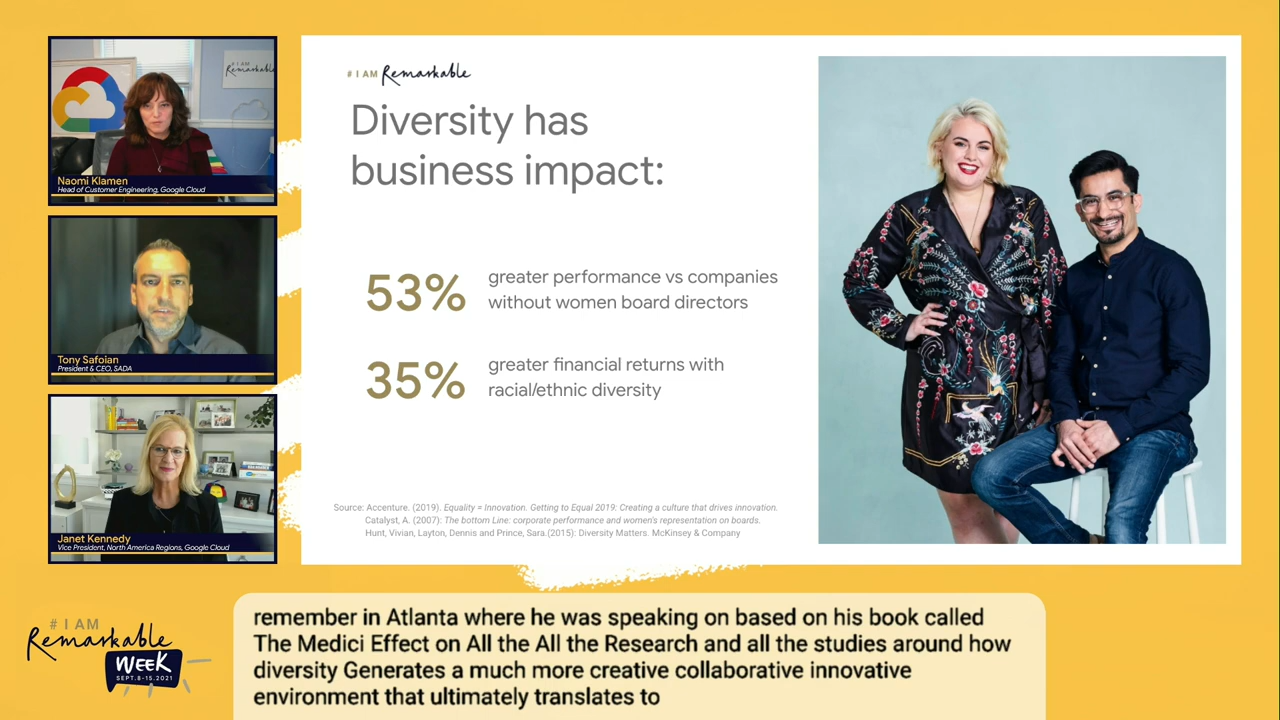 # I AM
Remarkable
Naomi Klamen
Head of Customer Engineering, Google Cloud
Tony Safoian
President & CEO, SADA
Janet Kennedy
Vice President, North America Regions, Google Cloud
# I AM Remarkable
Diversity has
business impact:
53%
greater performance vs companies
without women board directors
35%
greater financial returns with
racial/ethnic diversity
Source: Accenture. (2019). Equality = Innovation. Getting to Equal 2019: Creating a culture that drives innovation.
Catalyst, A. (2007): The bottom Line: corporate performance and women's representation on boards.
Hunt, Vivian, Layton, Dennis and Prince, Sara.(2015): Diversity Matters. McKinsey & Company
# I AM
Remarkable
WEEK
SEPT.8-15.2021
remember in Atlanta where he was speaking on based on his book called
The Medici Effect on All the All the Research and all the studies around how
diversity Generates a much more creative collaborative innovative
environment that ultimately translates to